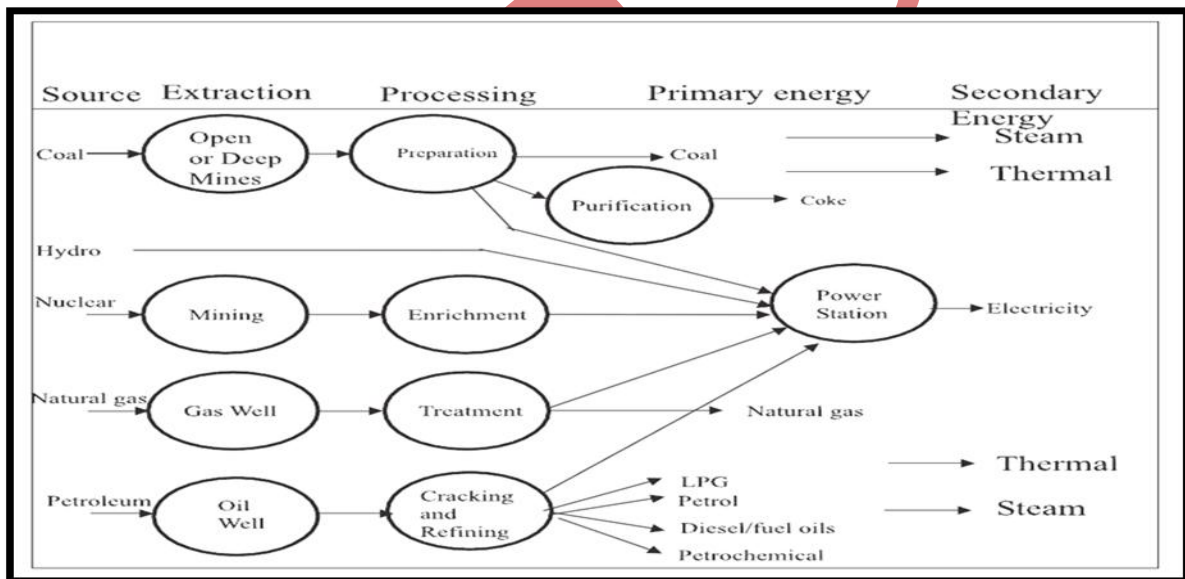 Source Extraction Processing Primary energy Secondary
Energy
Coal
Open
or Deep
Mines
Preparation
Coal
Steam
Thermal
Purification
Coke
Hydro
Nuclear
Mining
Enrichment
Power
Station
Electricity
Natural gas
Gas Well
Treatment
Natural gas
Petroleum
Oil
Well
Cracking
and
Refining
LPG
Petrol
Diesel/fuel oils
Petrochemical
Thermal
Steam